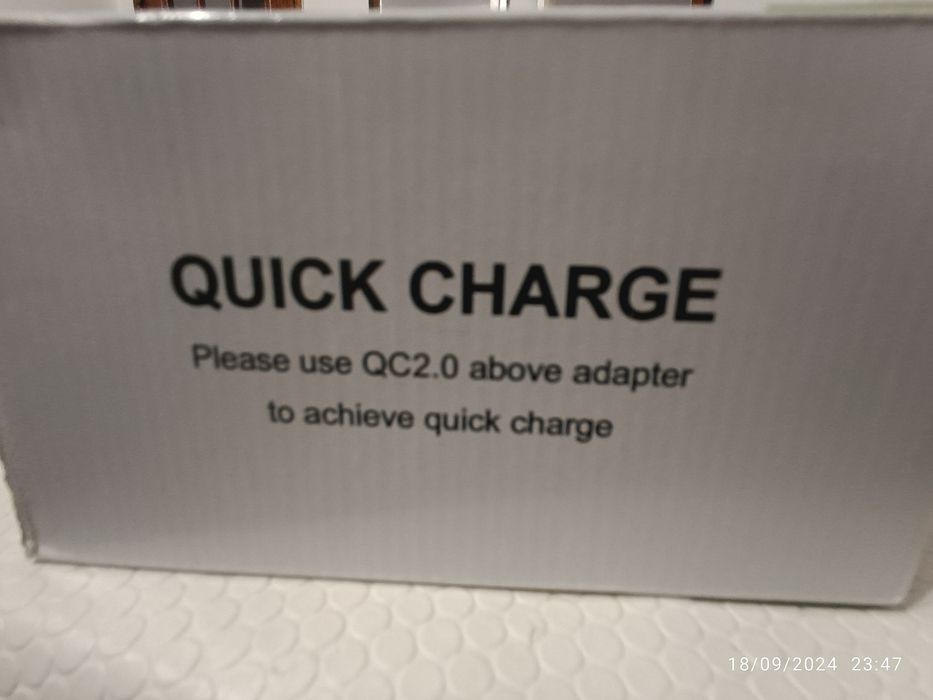 QUICK CHARGE
Please use QC2.0 above adapter
to achieve quick charge
18/09/2024 23:47